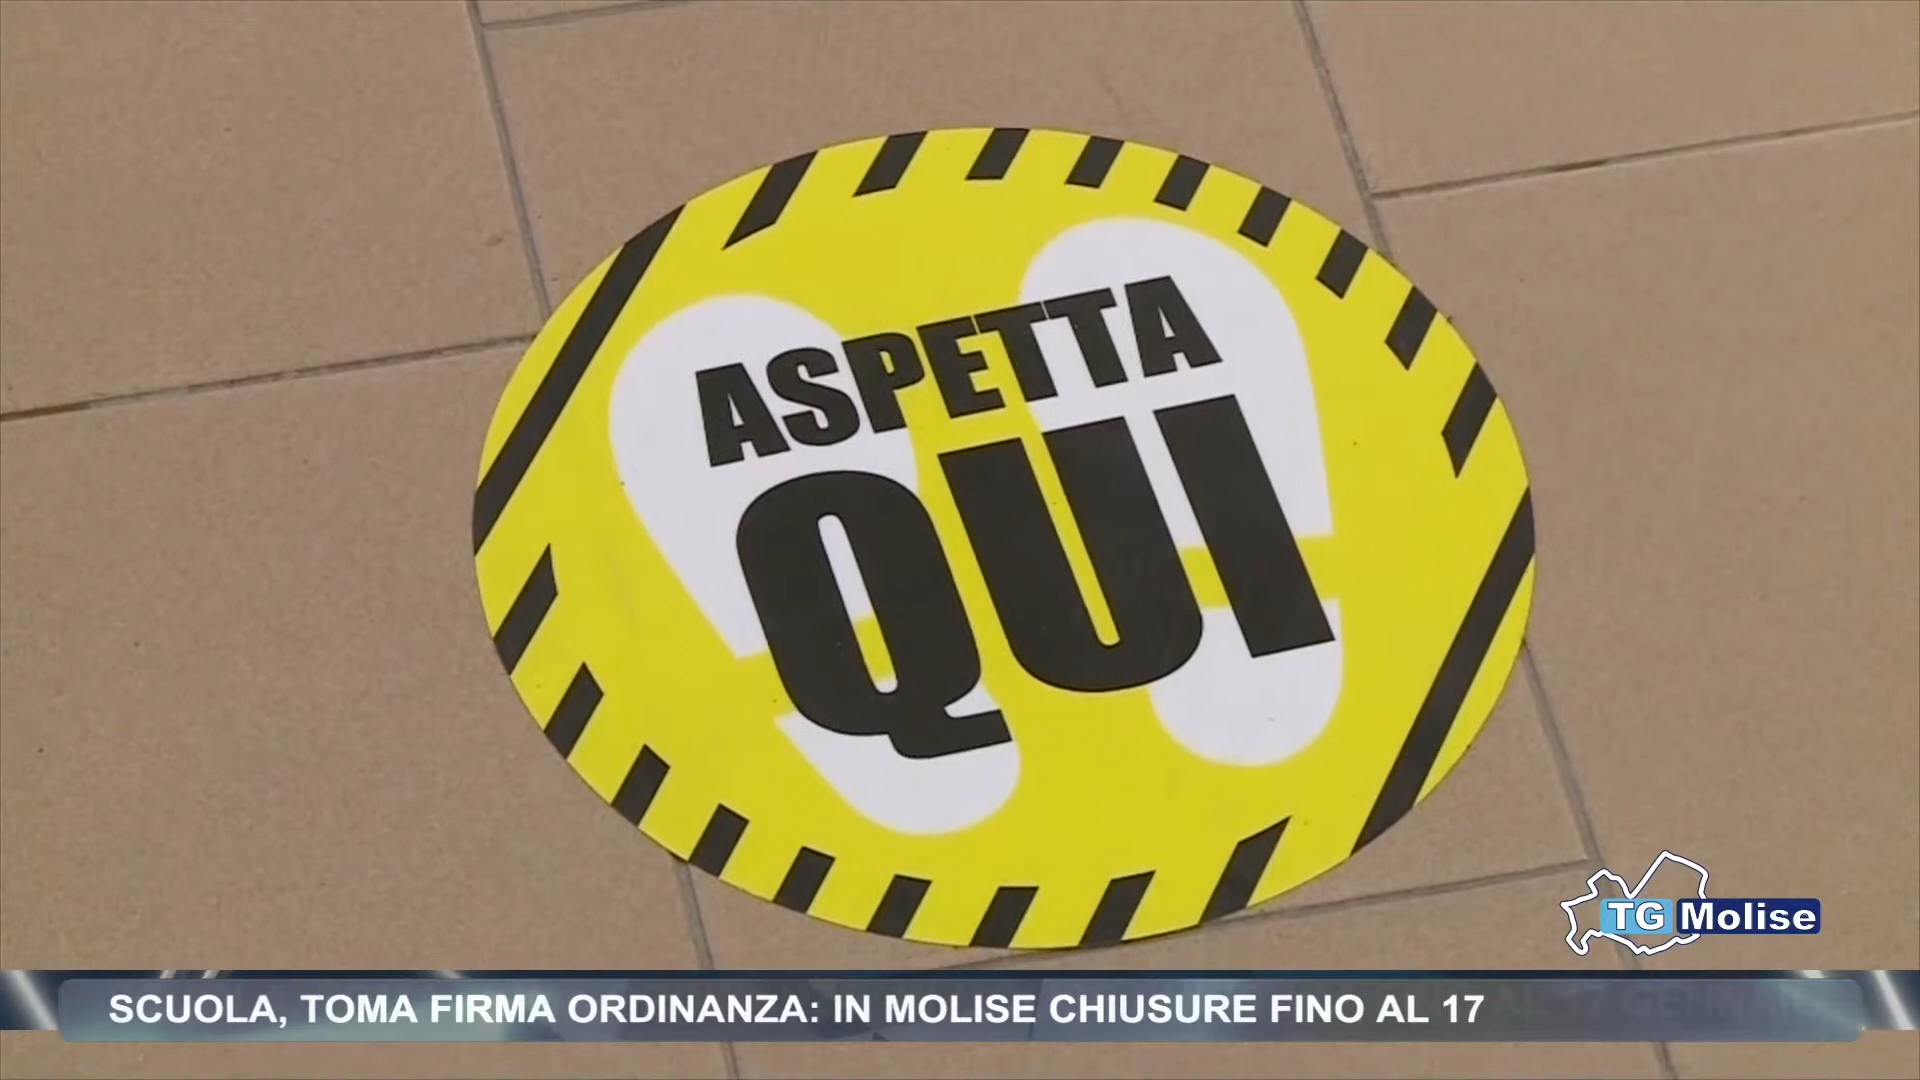 ASPETTA
QUI
TG Molise
SCUOLA, TOMA FIRMA ORDINANZA: IN MOLISE CHIUSURE FINO AL 17